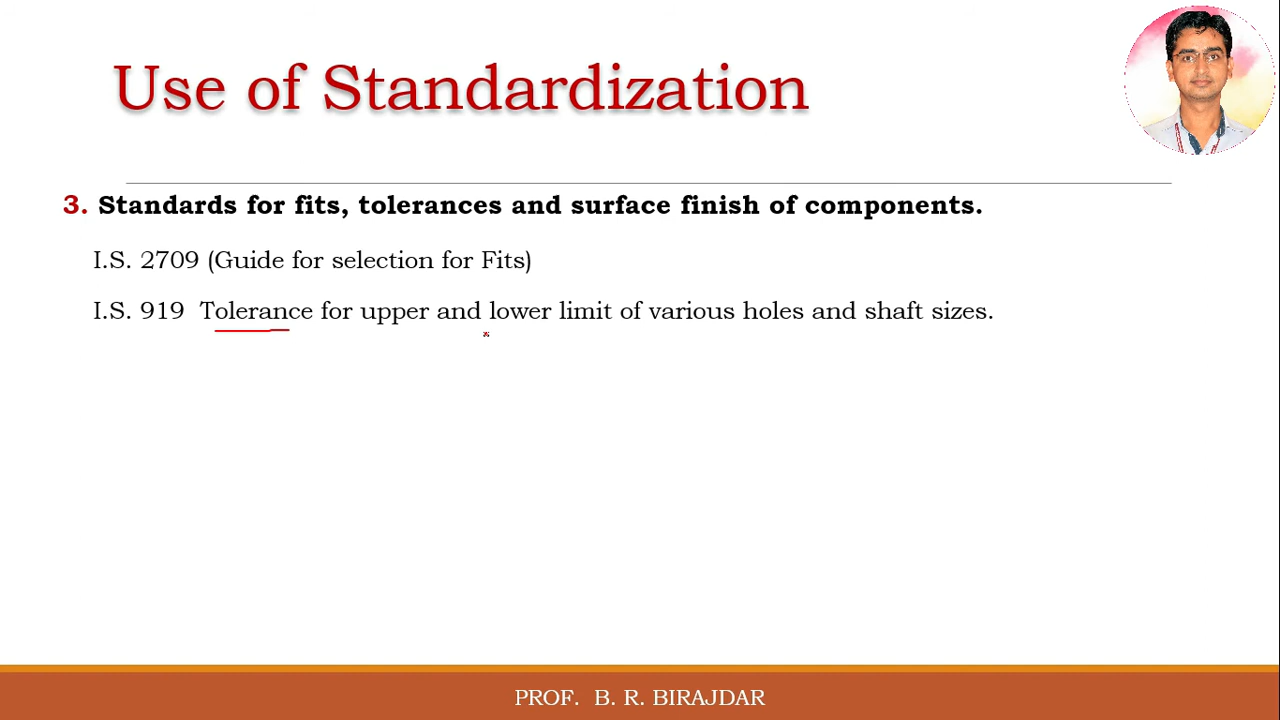 Use of Standardization
3. Standards for fits, tolerances and surface finish of components.
I.S. 2709 (Guide for selection for Fits)
I.S. 919 Tolerance for upper and lower limit of various holes and shaft sizes.
PROF. B. R. BIRAJDAR